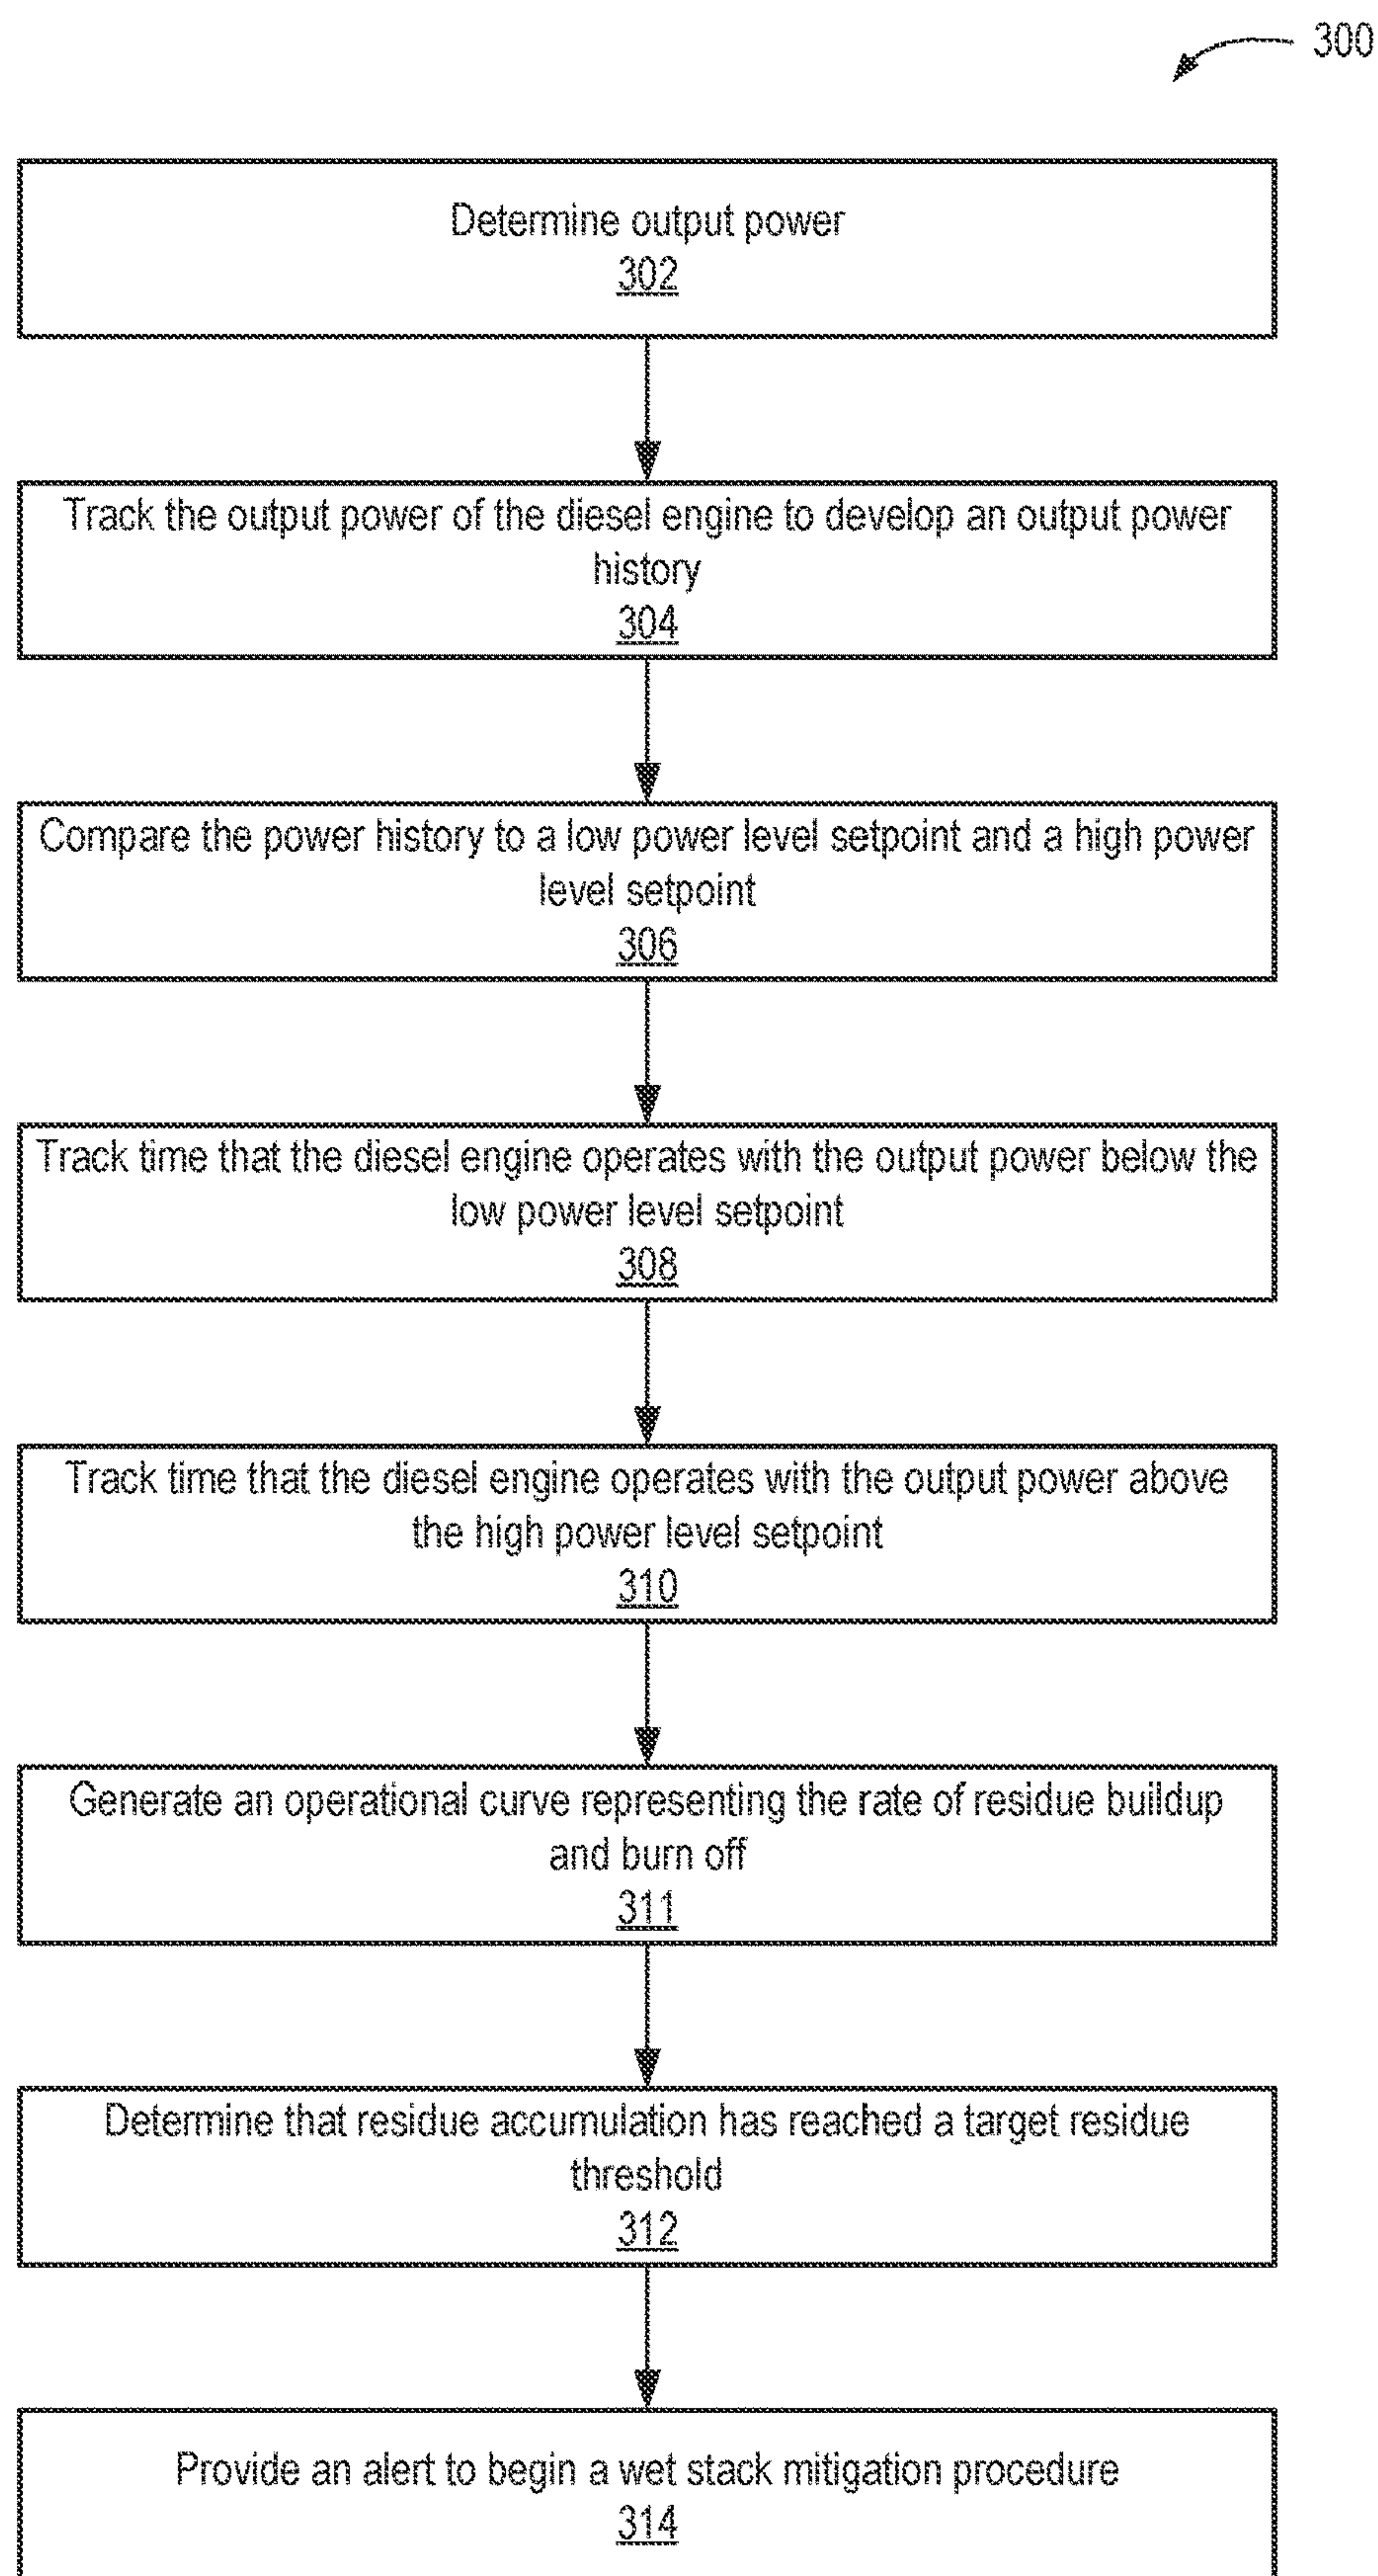 300
Determine output power
302
Track the output power of the diesel engine to develop an output power
history
304
Compare the power history to a low power level setpoint and a high power
level setpoint
306
Track time that the diesel engine operates with the output power below the
low power level setpoint
308
Track time that the diesel engine operates with the output power above
the high power level setpoint
310
Generate an operational curve representing the rate of residue buildup
and burn off
311
Determine that residue accumulation has reached a target residue
threshold
312
Provide an alert to begin a wet stack mitigation procedure
314